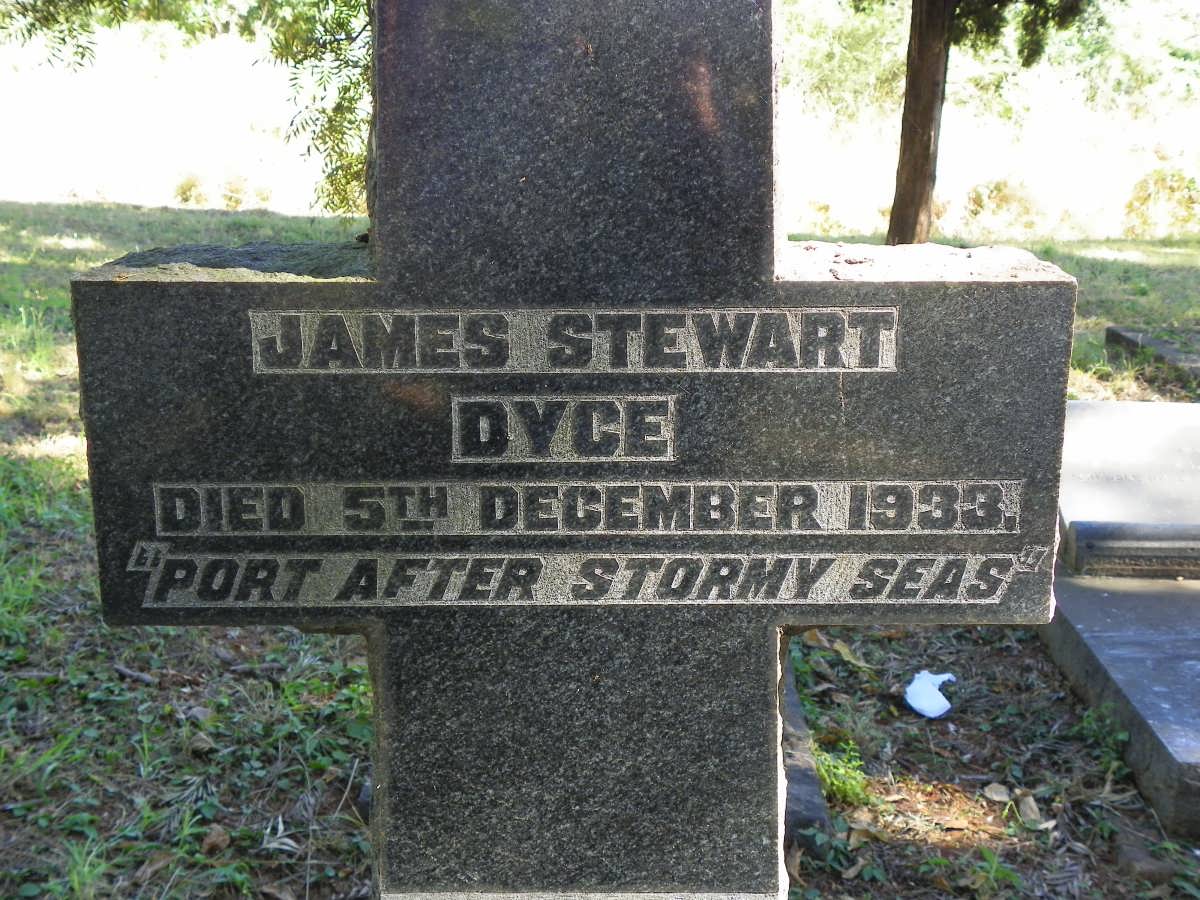 JAMES STEWART
DYCE
DIED 5TH DECEMBER 1933.
"PORT AFTER STORMY SEAS"